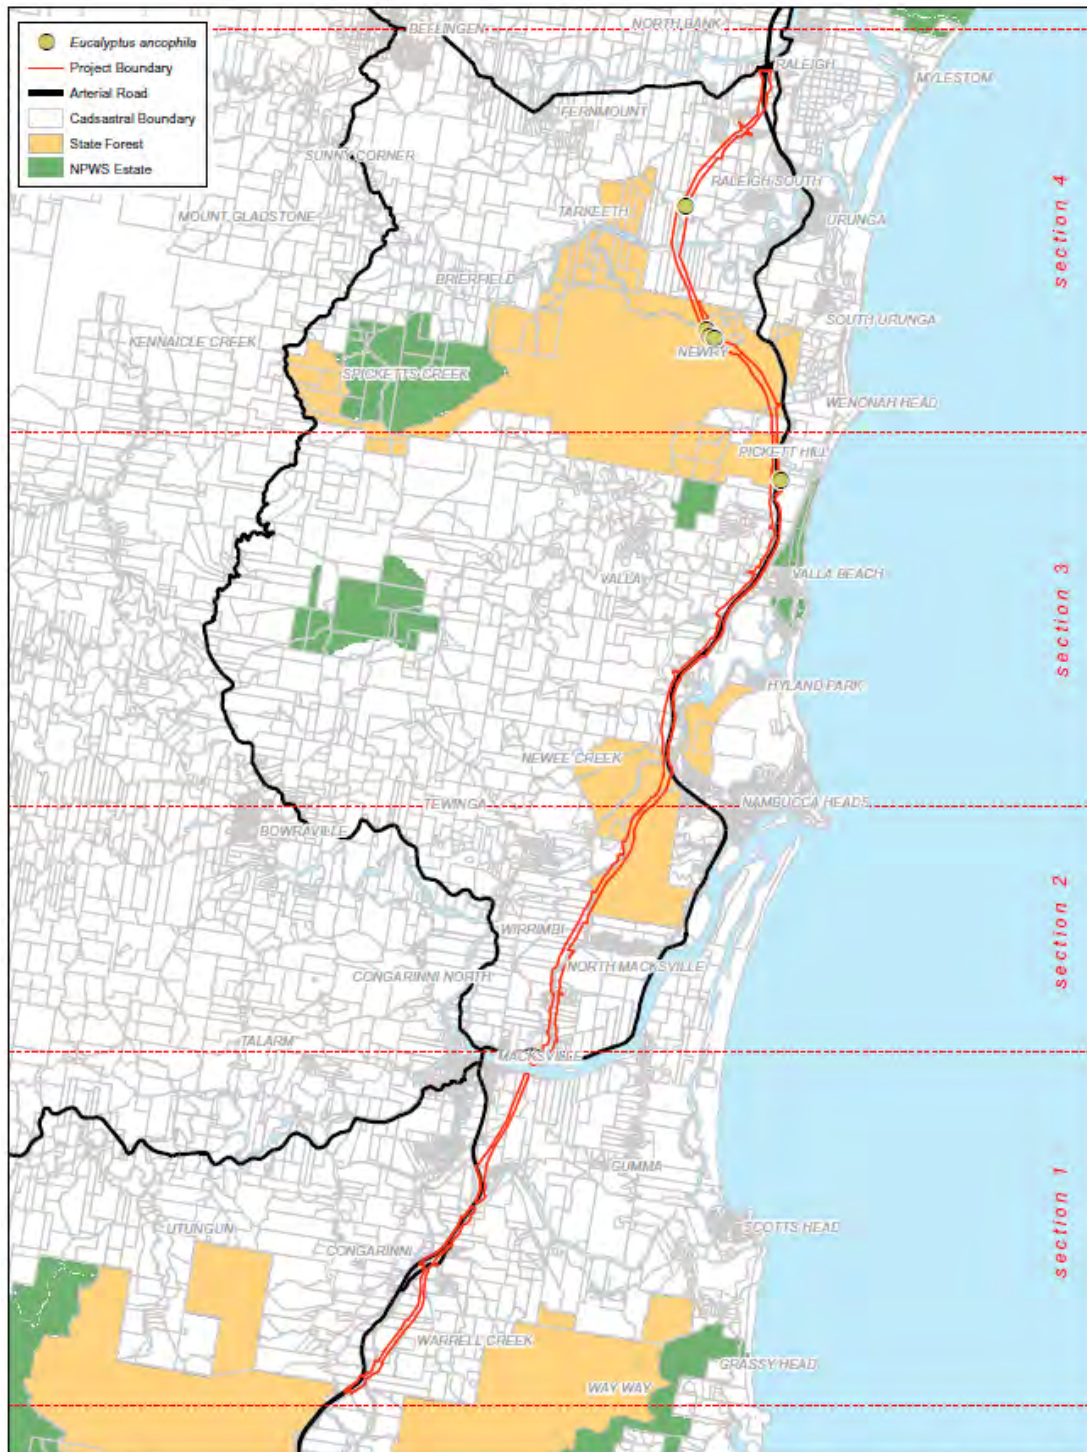 Eucalyptus ancophila
Project Boundary
Arterial Road
Cadsastral Boundary
State Forest
NPWS Estate
BELLINGEN
NORTH BANK
RALEIGH
MYLESTOM
FERNMOUNT
SUNNY CORNER
RALEIGH SOUTH
MOUNT GLADSTONE
TARKEETH
URUNGA
section 4
BRIERFIELD
SOUTH URUNGA
KENNAICLE CREEK
NEWRY
SPICKETTS CREEK
WENONAH HEAD
PICKETT HILL
VALLA
VALLA BEACH
section 3
HYLAND PARK
NEWEE CREEK
TEWINGA
NAMBUCCA HEADS
BOWRAVILLE
WIRRIMBI
section 2
CONGARINNI NORTH
NORTH MACKSVILLE
TALARM
MACKSVILLE
GUMMA
UTUNGUN
SCOTTS HEAD
section 1
CONGARINNI
WARRELL CREEK
GRASSY HEAD
WAY WAY